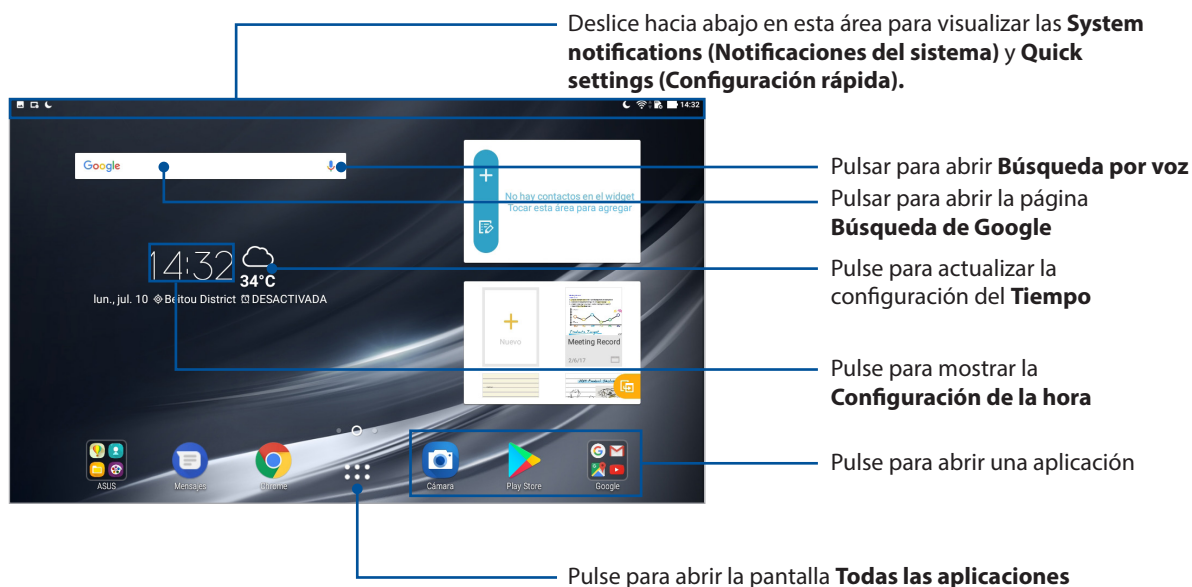 Deslice hacia abajo en esta área para visualizar las System
notifications (Notificaciones del sistema) y Quick
settings (Configuración rápida).
14:32
Google
No hay contactos en el widget
Tocar esta área para agregar
Pulsar para abrir Búsqueda por voz
Pulsar para abrir la página
Búsqueda de Google
14:32
34°C
lun., jul. 10 Beitou District DESACTIVADA
Pulse para actualizar la
configuración del Tiempo
Nuevo
Meeting Record
2/6/17
Pulse para mostrar la
Configuración de la hora
ASUS
Mensajes
Chrome
Cámara
Play Store
Google
Pulse para abrir una aplicación
Pulse para abrir la pantalla Todas las aplicaciones